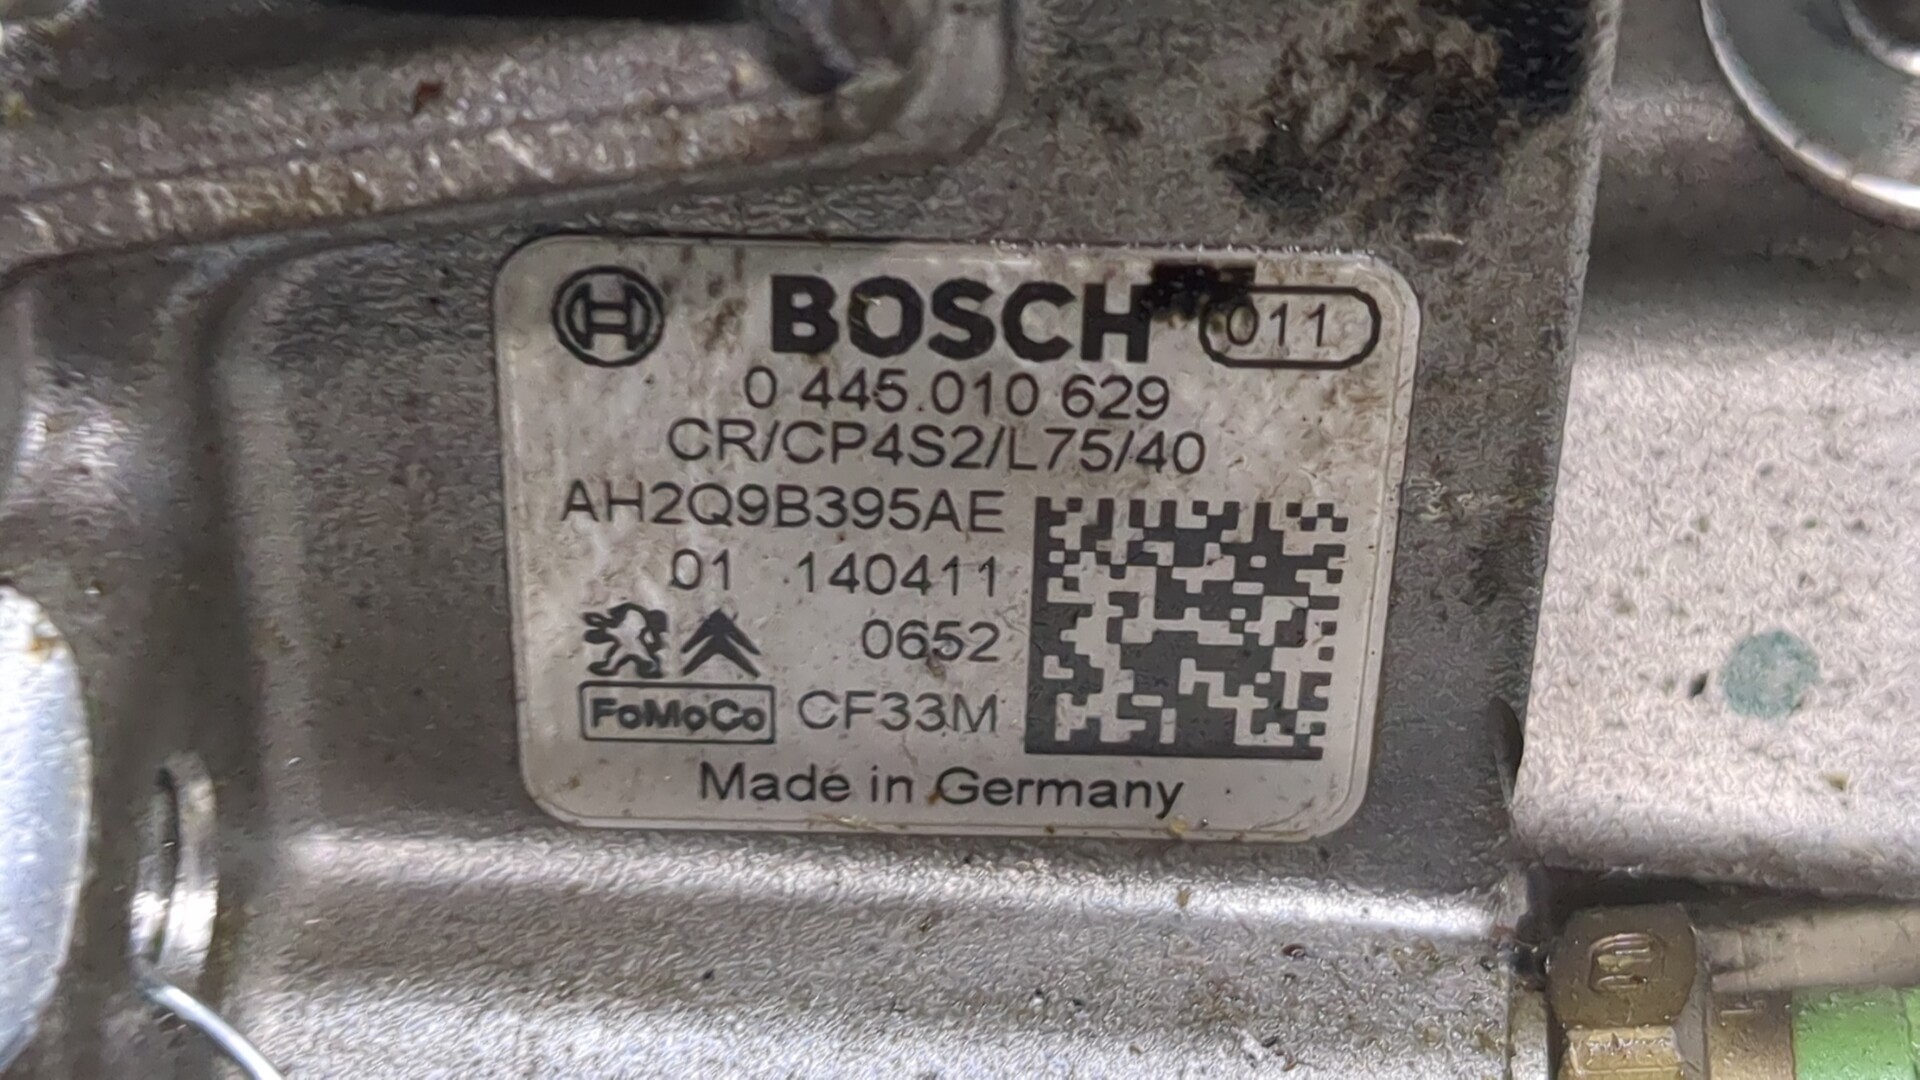 BOSCH 011
0 445 010 629
CR/CP4S2/L75/40
AH2Q9B395AE
01 140411
0652
FoMoCo CF33M
Made in Germany